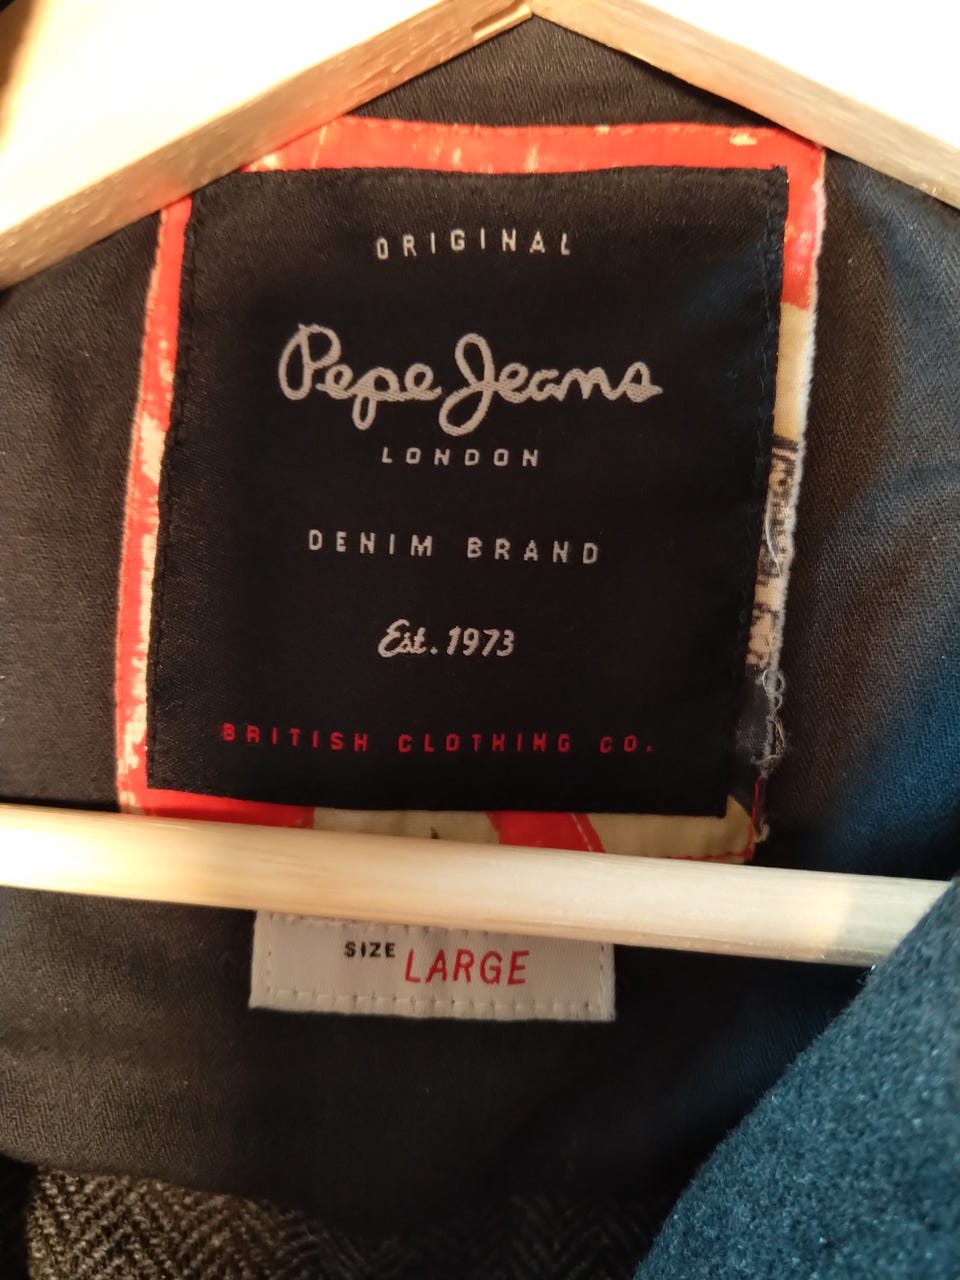 ORIGINAL
Pepe Jeans
LONDON
DENIM BRAND
Est. 1973
BRITISH CLOTHING CO.
SIZE LARGE